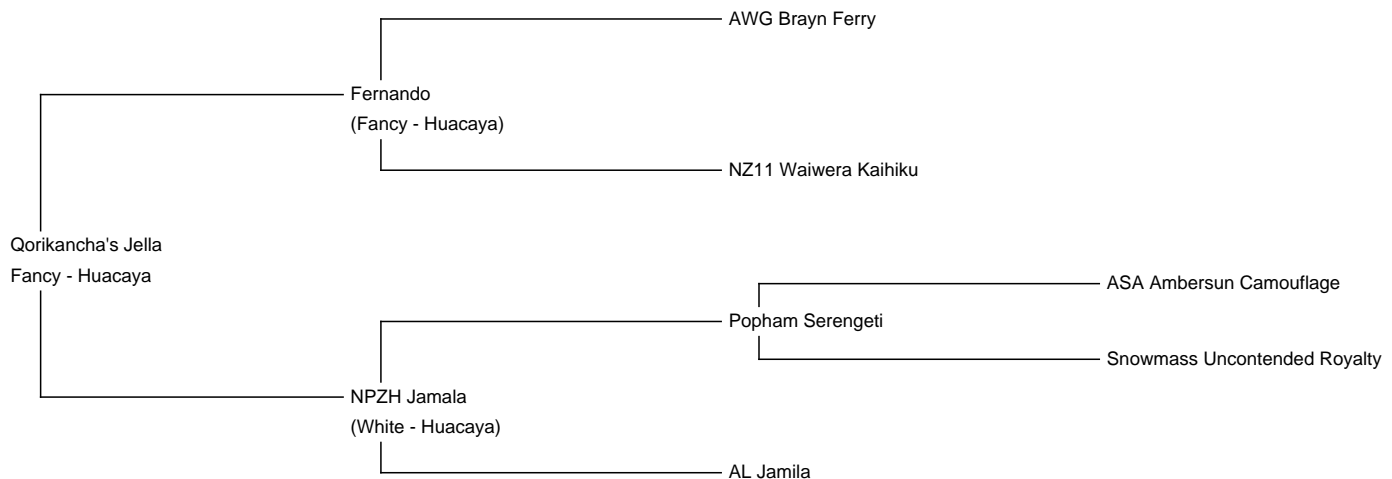 AWG Brayn Ferry
Fernando
(Fancy - Huacaya)
NZ11 Waiwera Kaihiku
Qorikancha's Jella
Fancy - Huacaya
ASA Ambersun Camouflage
Popham Serengeti
Snowmass Uncontended Royalty
NPZH Jamala
(White - Huacaya)
AL Jamila